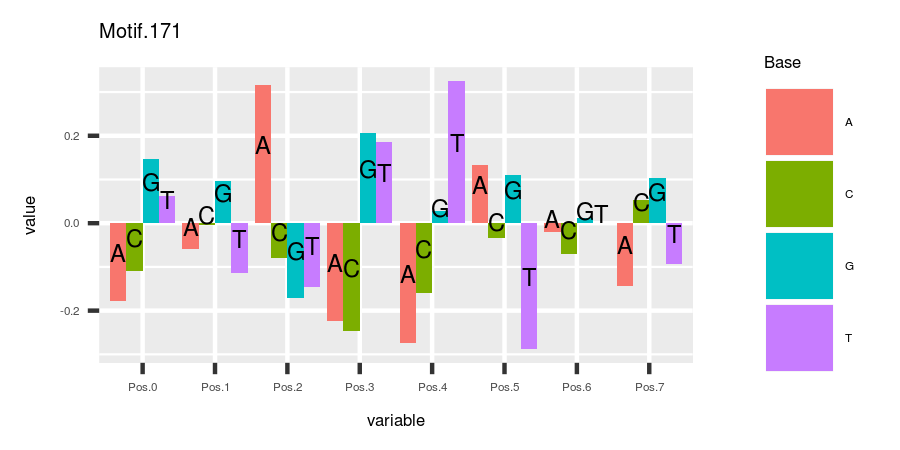 Motif.171
value
0.2
0.0
-0.2
A C G T A C G T A C G T A C G T A C G T A C G T A C G T A C G T
Pos.0 Pos.1 Pos.2 Pos.3 Pos.4 Pos.5 Pos.6 Pos.7
variable
Base
A
C
G
T